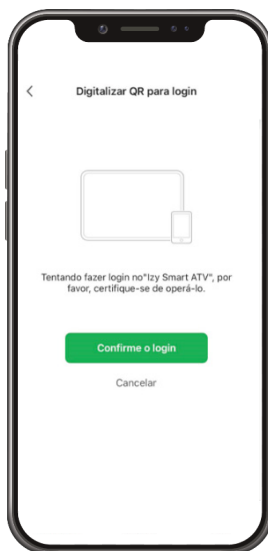 Digitalizar QR para login
Tentando fazer login no"Izy Smart ATV", por
favor, certifique-se de operá-lo.
Confirme o login
Cancelar